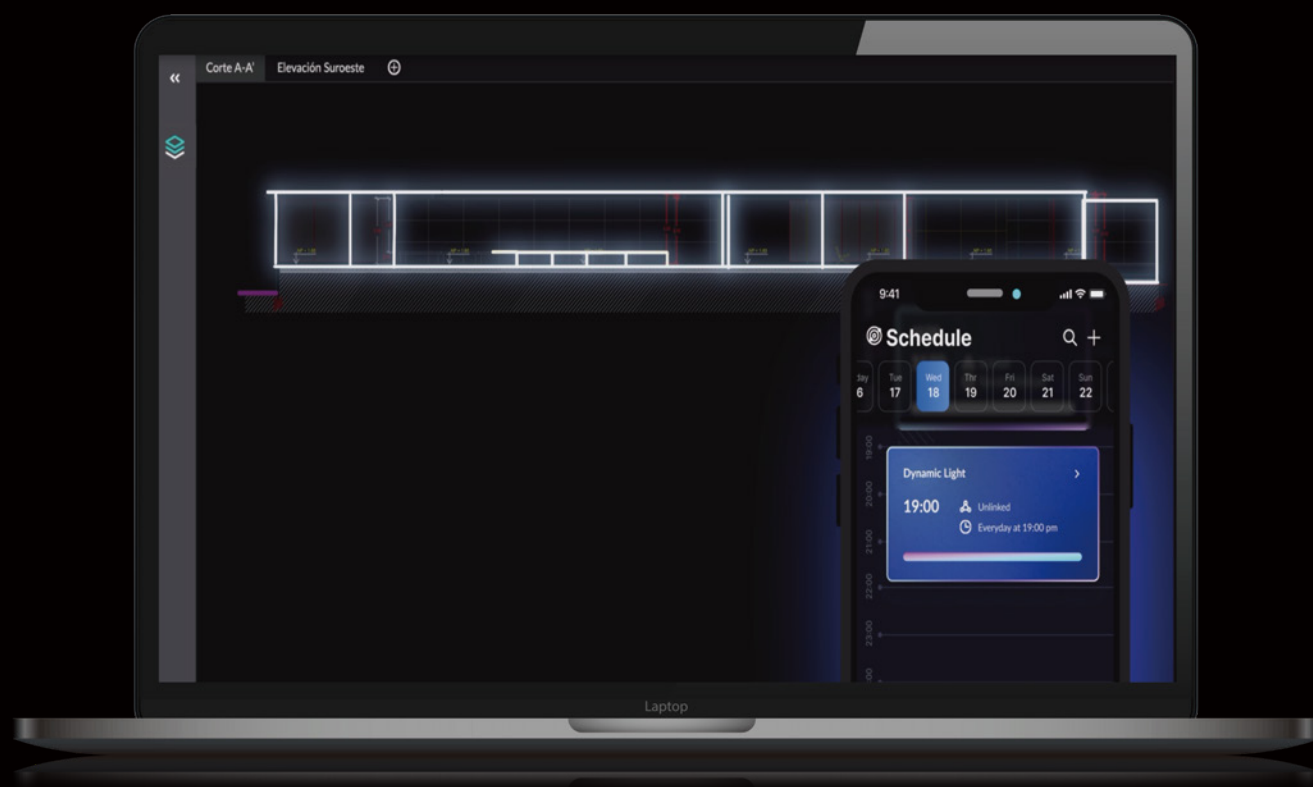 Corte A-A' Elevación Suroeste
9:41
Schedule
Tue Wed Thr Fri Sat Sun
6 17 18 19 20 21 22
19:00
20:00
21:00
22:00
23:00
Dynamic Light
19:00
Unlinked
Everyday at 19:00 pm
Laptop